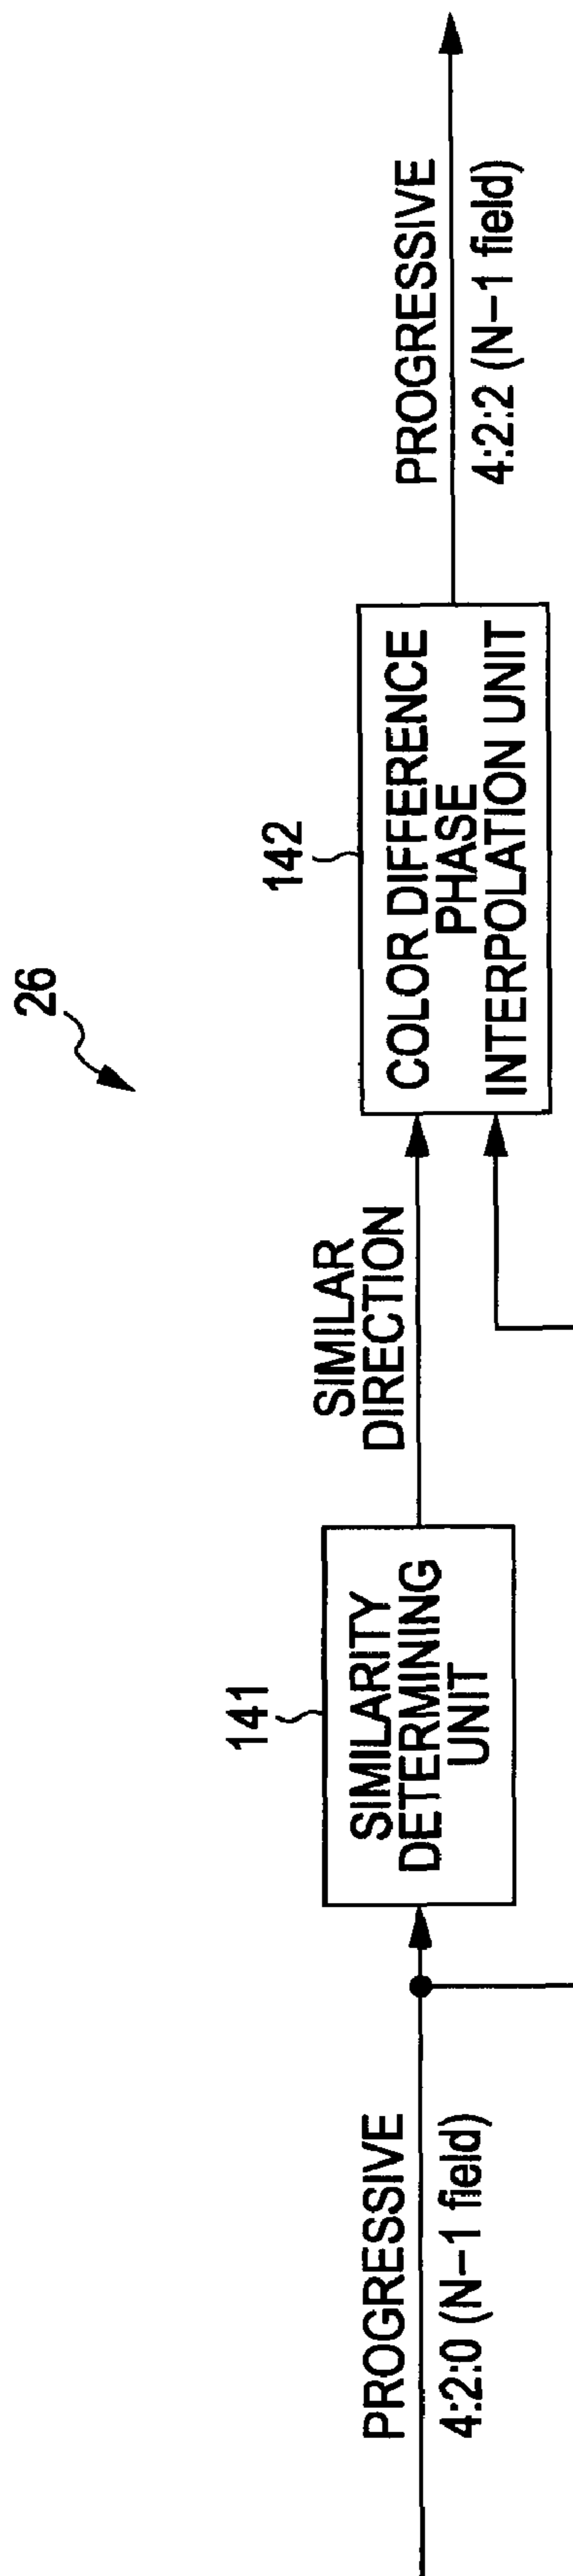 26
PROGRESSIVE
4:2:0 (N−1 field)
141
SIMILARITY
DETERMINING
UNIT
SIMILAR
DIRECTION
142
COLOR DIFFERENCE
PHASE
INTERPOLATION UNIT
PROGRESSIVE
4:2:2 (N−1 field)